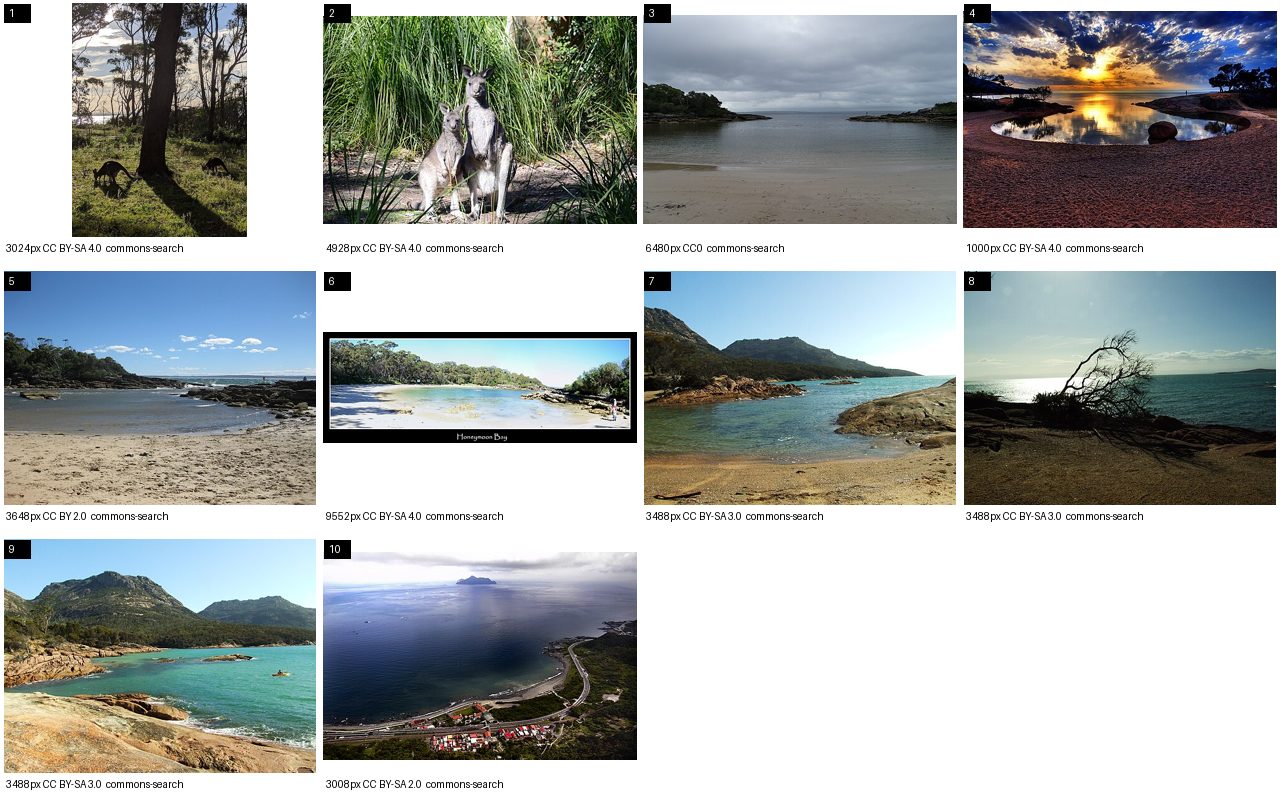 1
2
3
4
3024px CC BY-SA 4.0 commons-search
4928px CC BY-SA 4.0 commons-search
6480px CC0 commons-search
1000px CC BY-SA 4.0 commons-search
5
6
7
8
Honeymoon Bay
3648px CC BY 2.0 commons-search
9552px CC BY-SA 4.0 commons-search
3488px CC BY-SA 3.0 commons-search
3488px CC BY-SA 3.0 commons-search
9
10
3488px CC BY-SA 3.0 commons-search
3008px CC BY-SA 2.0 commons-search